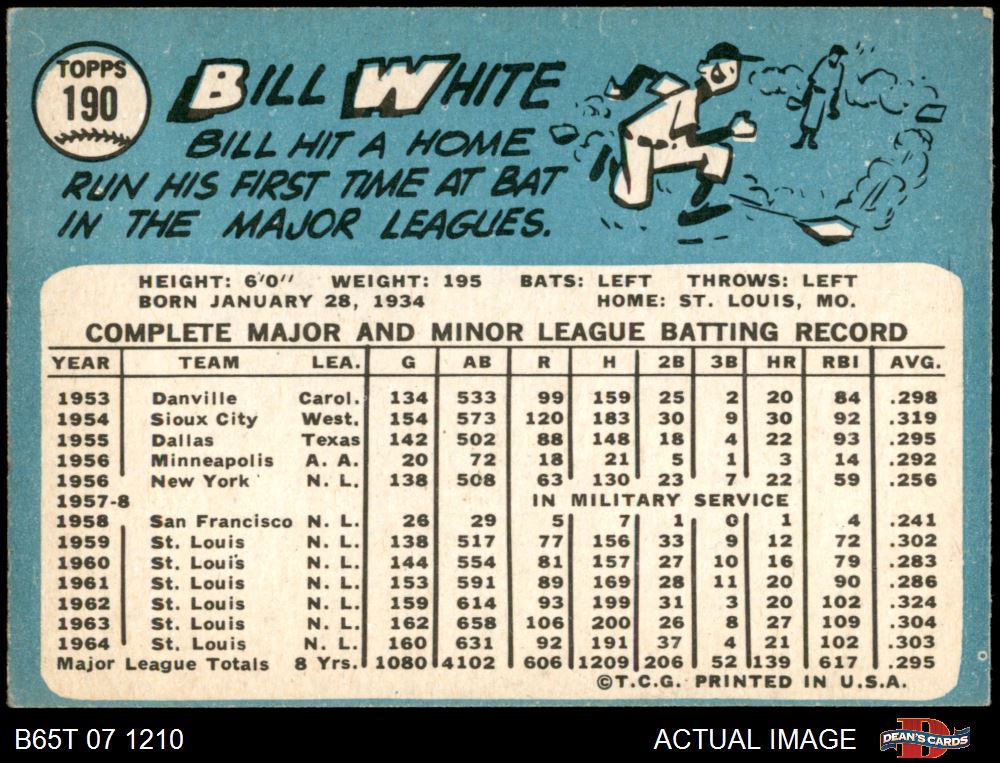 TOPPS
190
BILL WHITE
BILL HIT A HOME
RUN HIS FIRST TIME AT BAT
IN THE MAJOR LEAGUES.
HEIGHT: 6'0" WEIGHT: 195 BATS: LEFT THROWS: LEFT
BORN JANUARY 28, 1934 HOME: ST. LOUIS, MO.
COMPLETE MAJOR AND MINOR LEAGUE BATTING RECORD
YEAR TEAM LEA. G AB R H 2B 3B HR RBI AVG.
1953 Danville Carol. 134 533 99 159 25 2 20 84 .298
1954 Sioux City West. 154 573 120 183 30 9 30 92 .319
1955 Dallas Texas 142 502 88 148 18 4 22 93 .295
1956 Minneapolis A. A. 20 72 18 21 5 1 3 14 .292
1956 New York N. L. 138 508 63 130 23 7 22 59 .256
1957-8 IN MILITARY SERVICE
1958 San Francisco N. L. 26 29 5 7 1 0 1 4 .241
1959 St. Louis N. L. 138 517 77 156 33 9 12 72 .302
1960 St. Louis N. L. 144 554 81 157 27 10 16 79 .283
1961 St. Louis N. L. 153 591 89 169 28 11 20 90 .286
1962 St. Louis N. L. 159 614 93 199 31 3 20 102 .324
1963 St. Louis N. L. 162 658 106 200 26 8 27 109 .304
1964 St. Louis N. L. 160 631 92 191 37 4 21 102 .303
Major League Totals 8 Yrs. 1080 4102 606 1209 206 52 139 617 .295
©T.C.G. PRINTED IN U.S.A.
B65T 07 1210 ACTUAL IMAGE D DEAN'S CARDS